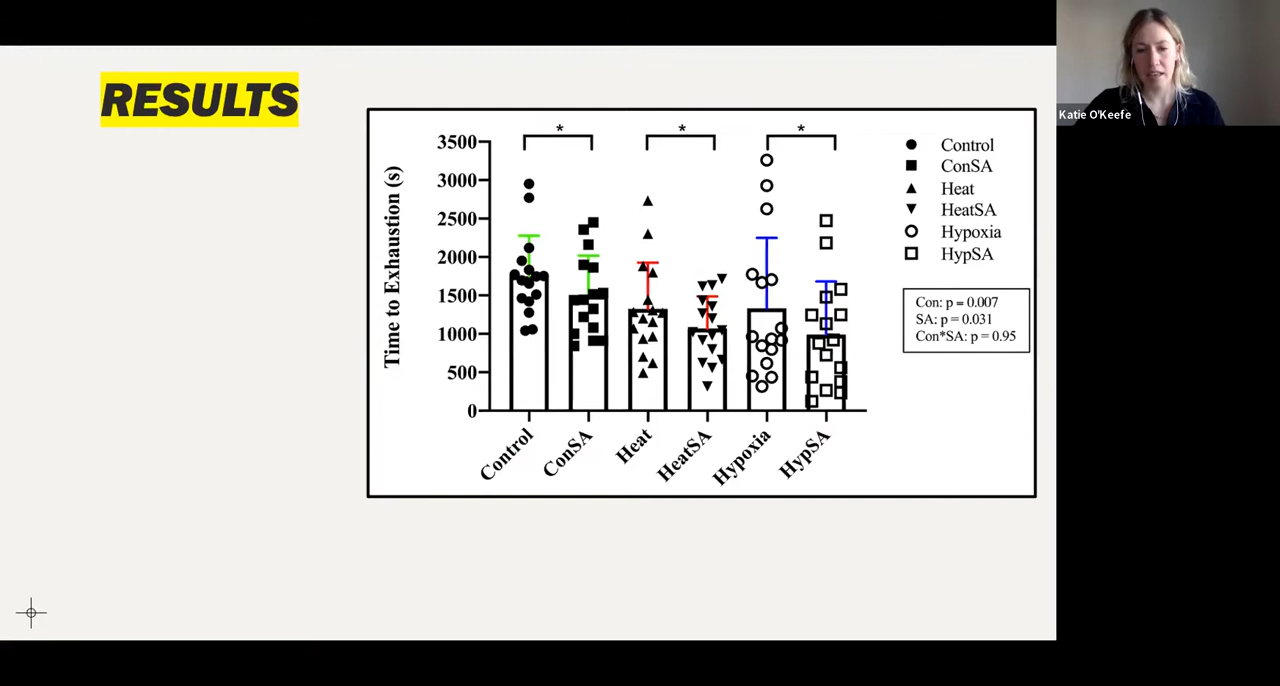 RESULTS
Katie O'Keefe
* * *
Time to Exhaustion (s)
3500
3000
2500
2000
1500
1000
500
0
Control
ConSA
Heat
HeatSA
Hypoxia
HypSA
Control
ConSA
Heat
HeatSA
Hypoxia
HypSA
Con: p = 0.007
SA: p = 0.031
Con*SA: p = 0.95